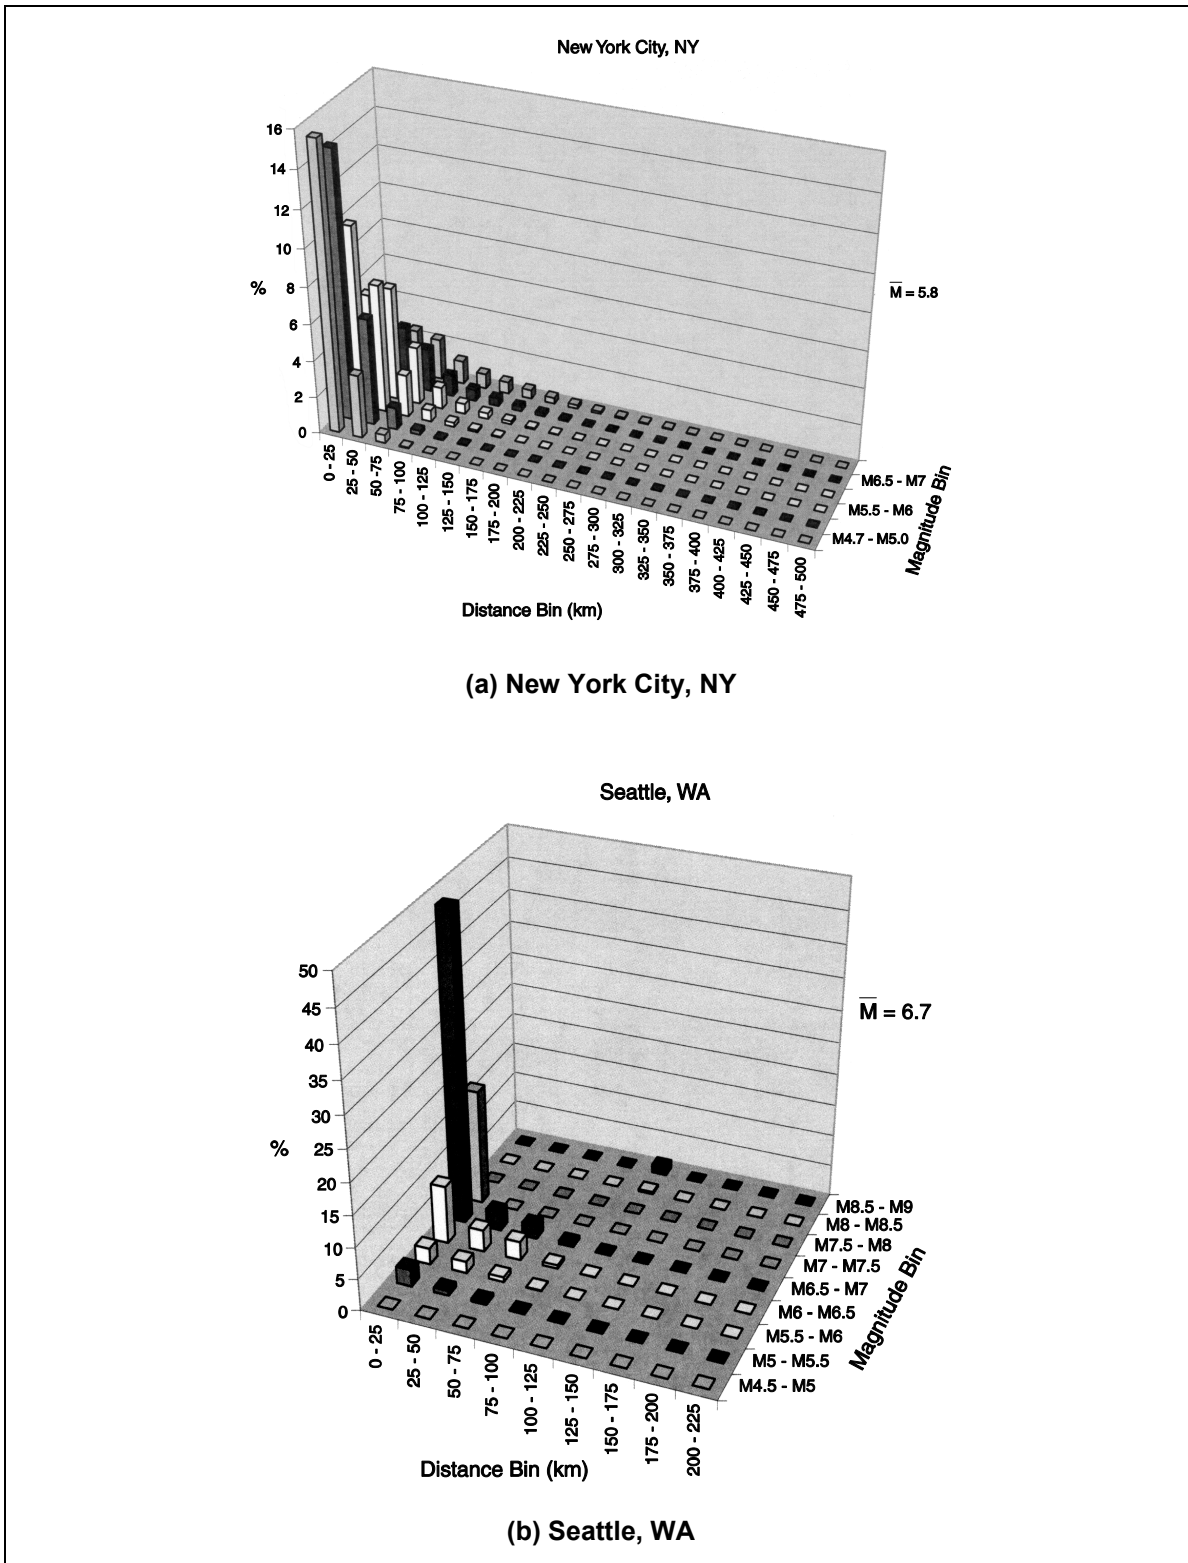 New York City, NY
16
14
12
10
8
6
4
2
0
%
M = 5.8
0 - 25
25 - 50
50 -75
75 - 100
100 - 125
125 - 150
150 - 175
175 - 200
200 - 225
225 - 250
250 - 275
275 - 300
300 - 325
325 - 350
350 - 375
375 - 400
400 - 425
425 - 450
450 - 475
475 - 500
M6.5 - M7
M5.5 - M6
M4.7 - M5.0
Magnitude Bin
Distance Bin (km)
(a) New York City, NY
Seattle, WA
50
45
40
35
30
25
20
15
10
5
0
%
M = 6.7
M8.5 - M9
M8 - M8.5
M7.5 - M8
M7 - M7.5
M6.5 - M7
M6 - M6.5
M5.5 - M6
M5 - M5.5
M4.5 - M5
Magnitude Bin
0 - 25
25 - 50
50 - 75
75 - 100
100 - 125
125 - 150
150 - 175
175 - 200
200 - 225
Distance Bin (km)
(b) Seattle, WA